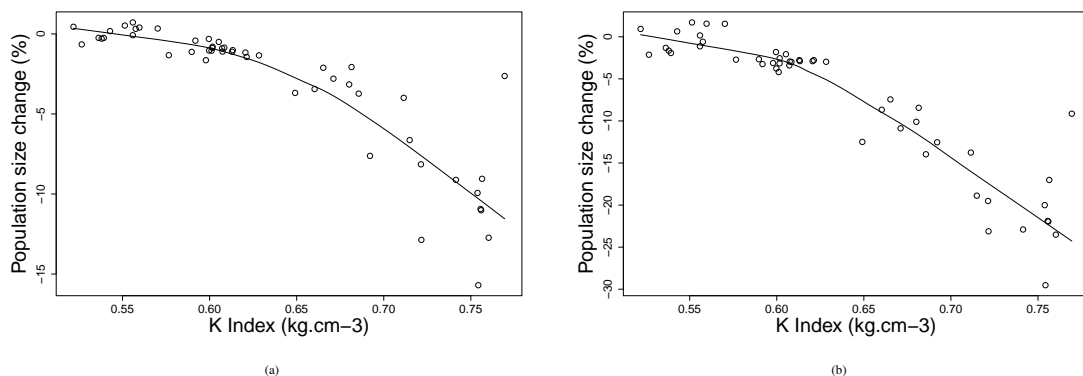 0
−5
−10
−15
Population size change (%)
0.55 0.60 0.65 0.70 0.75
K Index (kg.cm−3)
(a)
5
0
−5
−10
−15
−20
−25
−30
Population size change (%)
0.55 0.60 0.65 0.70 0.75
K Index (kg.cm−3)
(b)